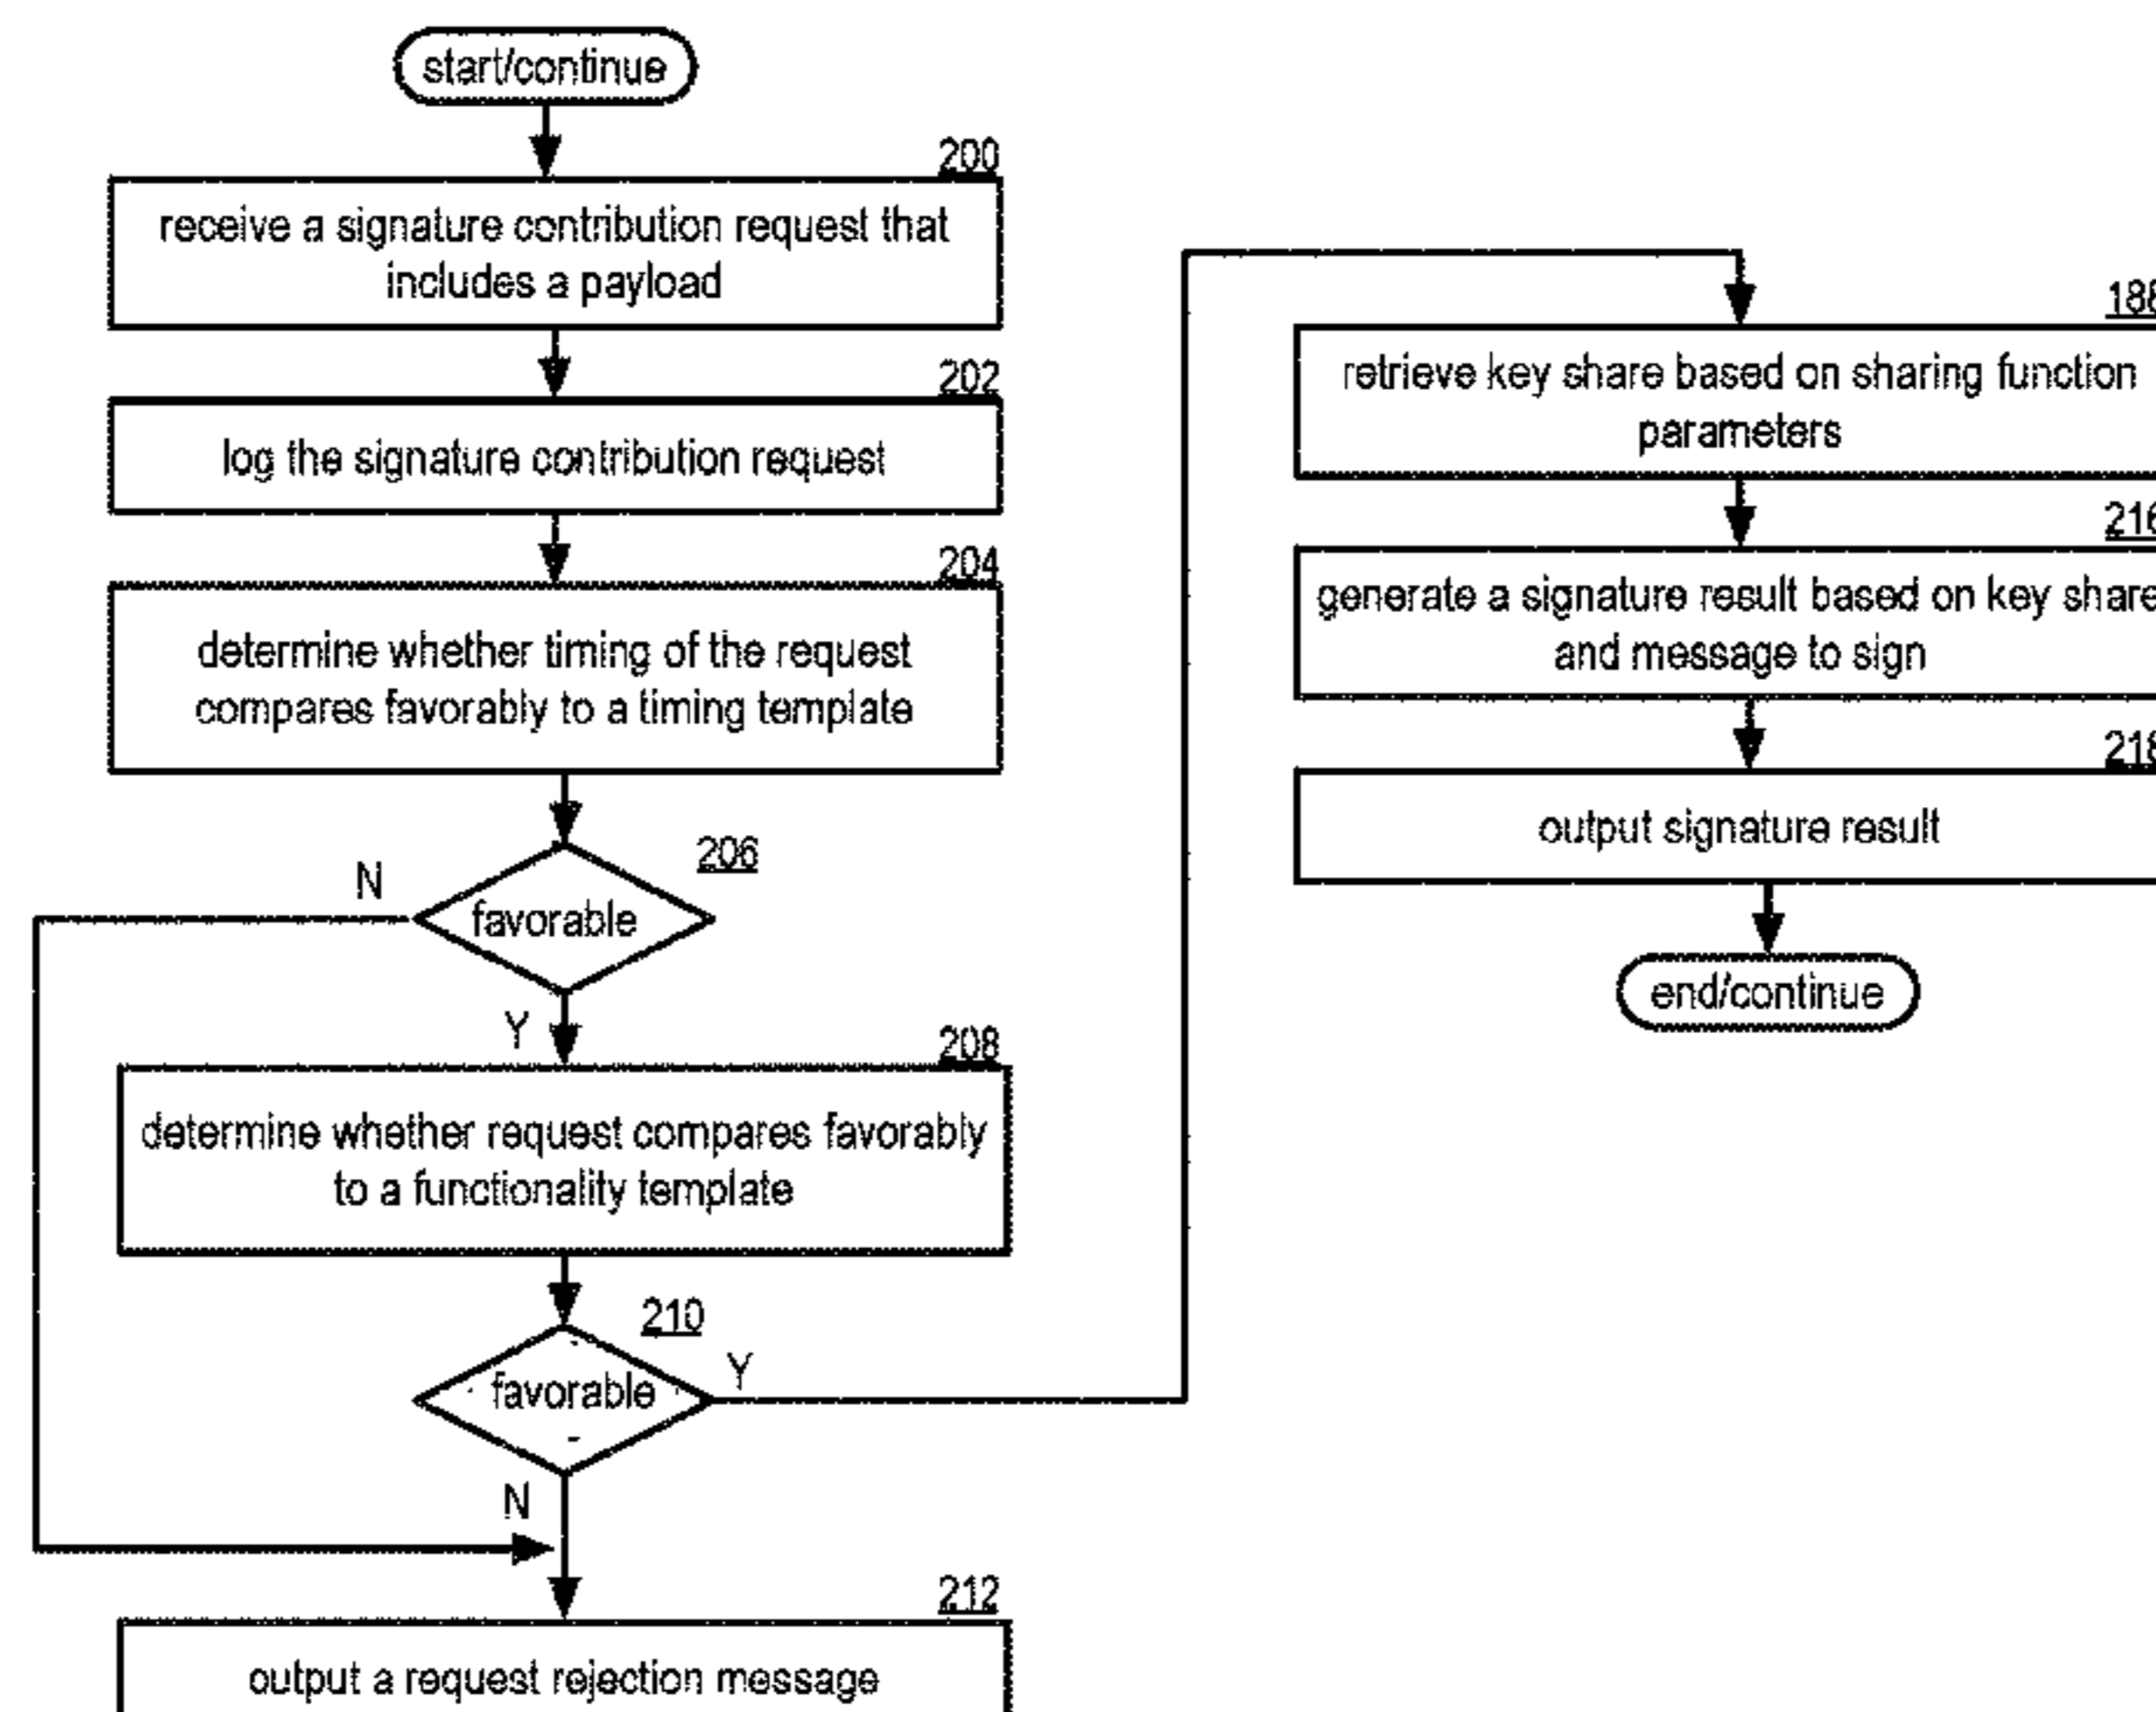 start/continue
200
receive a signature contribution request that
includes a payload
202
log the signature contribution request
204
determine whether timing of the request
compares favorably to a timing template
206
N
favorable
Y
208
determine whether request compares favorably
to a functionality template
210
favorable
Y
N
212
output a request rejection message
188
retrieve key share based on sharing function
parameters
216
generate a signature result based on key share
and message to sign
218
output signature result
end/continue